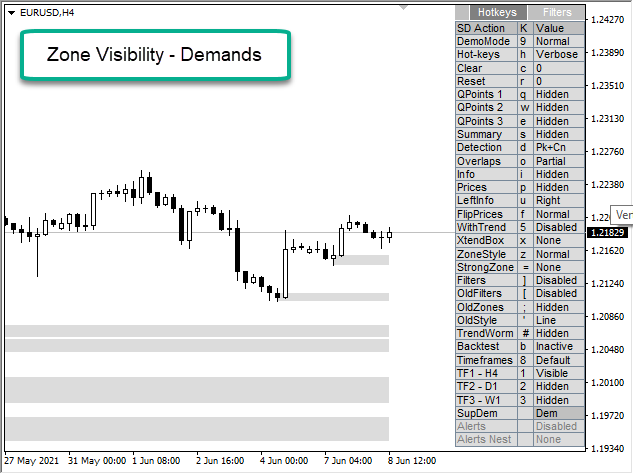 EURUSD,H4
Zone Visibility - Demands
Hotkeys Filters
SD Action K Value
DemoMode 9 Normal
Hot-keys h Verbose
Clear c 0
Reset r 0
QPoints 1 q Hidden
QPoints 2 w Hidden
QPoints 3 e Hidden
Summary s Hidden
Detection d Pk+Cn
Overlaps o Partial
Info i Hidden
Prices p Hidden
LeftInfo u Right
FlipPrices f Normal
WithTrend 5 Disabled
XtendBox x None
ZoneStyle z Normal
StrongZone = None
Filters ] Disabled
OldFilters [ Disabled
OldZones ; Hidden
OldStyle ' Line
TrendWorm # Hidden
Backtest b Inactive
Timeframes 8 Default
TF1 - H4 1 Visible
TF2 - D1 2 Hidden
TF3 - W1 3 Hidden
SupDem Dem
Alerts Disabled
Alerts Nest None
1.24270
1.23890
1.23510
1.23130
1.22750
1.22380
Ver
1.21829
1.21620
1.21240
1.20860
1.20480
1.20100
1.19720
1.19340
27 May 2021 31 May 00:00 1 Jun 08:00 2 Jun 16:00 4 Jun 00:00 7 Jun 04:00 8 Jun 12:00